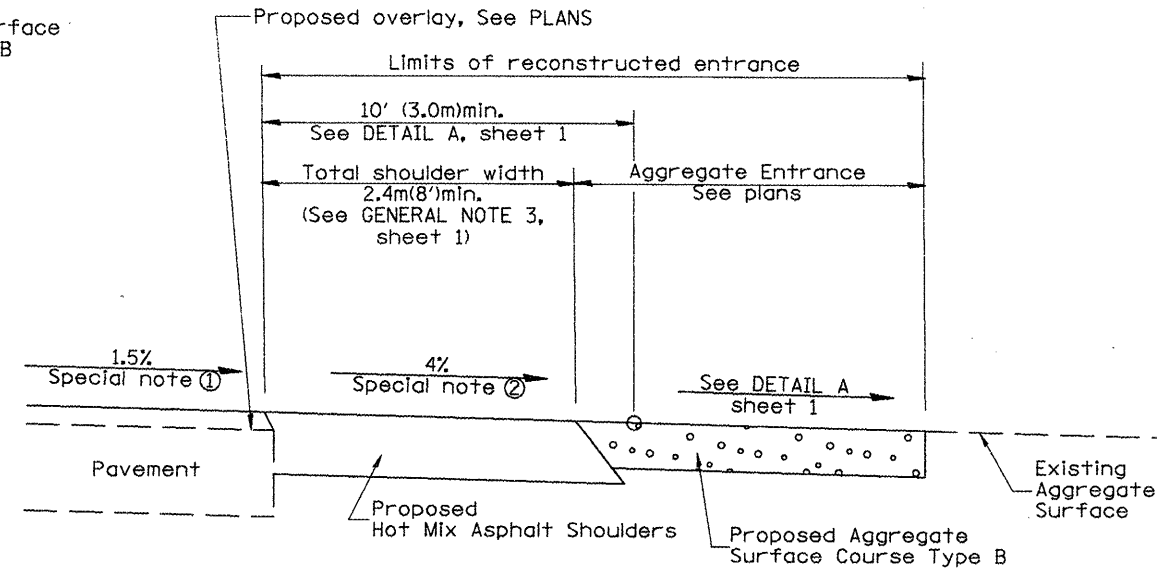 rface
B
Proposed overlay, See PLANS
Limits of reconstructed entrance
10' (3.0m)min.
See DETAIL A, sheet 1
Total shoulder width
2.4m(8')min.
(See GENERAL NOTE 3,
sheet 1)
Aggregate Entrance
See plans
1.5%
Special note ①
4%
Special note ②
See DETAIL A
sheet 1
Pavement
Proposed
Hot Mix Asphalt Shoulders
Proposed Aggregate
Surface Course Type B
Existing
Aggregate
Surface